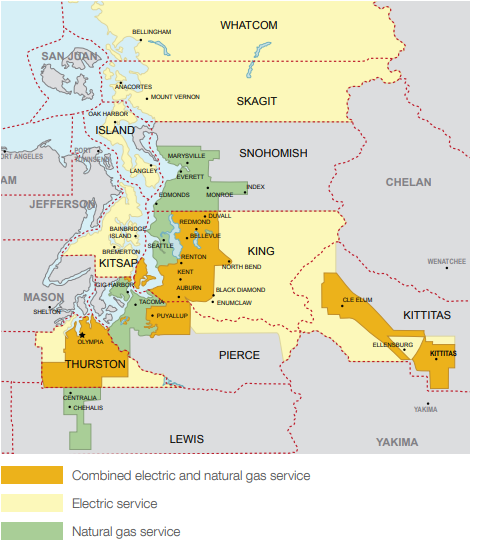 WHATCOM
BELLINGHAM
SAN JUAN
ANACORTES
MOUNT VERNON
SKAGIT
OAK HARBOR
ISLAND
PORT
TOWNSEND
ORT ANGELES
SNOHOMISH
MARYSVILLE
LANGLEY
EVERETT
AM
CHELAN
INDEX
MONROE
EDMONDS
JEFFERSON
DUVALL
REDMOND
BAINBRIDGE
ISLAND
BELLEVUE
SEATTLE
BREMERTON
KING
RENTON
KITSAP
NORTH BEND
WENATCHEE
KENT
GIG HARBOR
AUBURN
BLACK DIAMOND
MASON
TACOMA
ENUMCLAW
CLE ELUM
SHELTON
PUYALLUP
KITTITAS
OLYMPIA
ELLENSBURG
KITTITAS
PIERCE
THURSTON
CENTRALIA
CHEHALIS
YAKIMA
LEWIS
YAKIMA
Combined electric and natural gas service
Electric service
Natural gas service